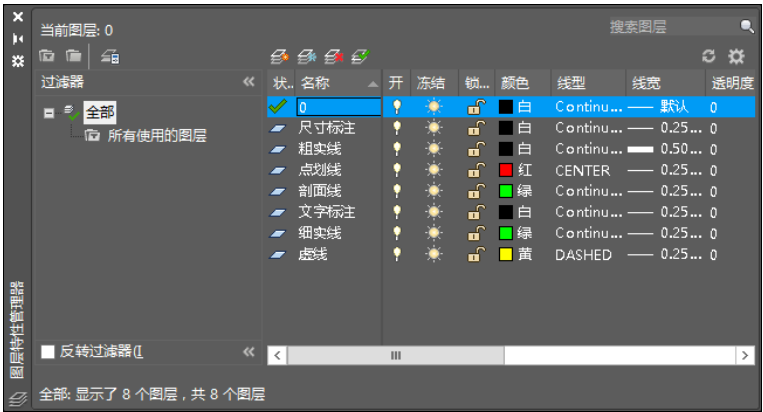 当前图层: 0
搜索图层
过滤器
状.. 名称 开 冻结 锁... 颜色 线型 线宽 透明度
全部
所有使用的图层
0 白 Continu... 默认 0
尺寸标注 白 Continu... 0.25... 0
粗实线 白 Continu... 0.50... 0
点划线 红 CENTER 0.25... 0
剖面线 绿 Continu... 0.25... 0
文字标注 白 Continu... 0.25... 0
细实线 绿 Continu... 0.25... 0
虚线 黄 DASHED 0.25... 0
反转过滤器(I
全部: 显示了 8 个图层 , 共 8 个图层
图层特性管理器